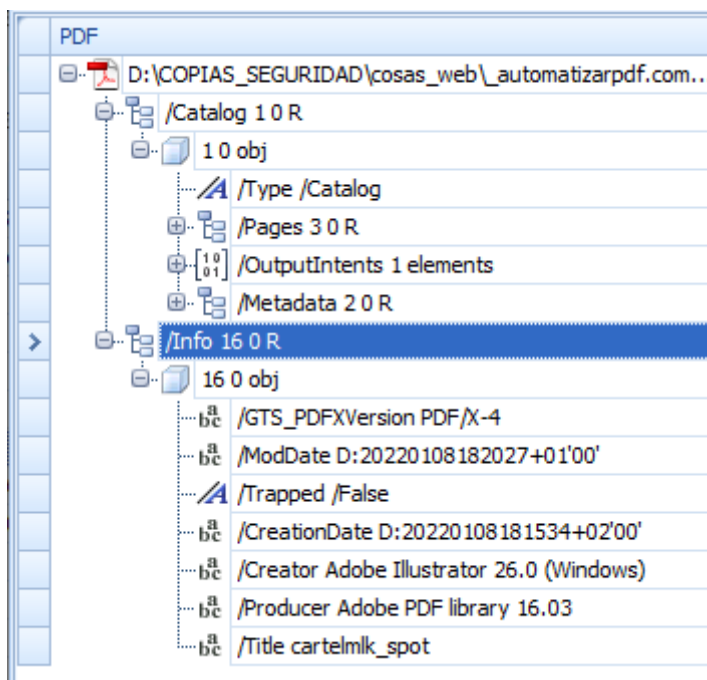 PDF
D:\COPIAS_SEGURIDAD\cosas_web\_automatizarpdf.com..
/Catalog 1 0 R
1 0 obj
/Type /Catalog
/Pages 3 0 R
/OutputIntents 1 elements
/Metadata 2 0 R
/Info 16 0 R
16 0 obj
/GTS_PDFXVersion PDF/X-4
/ModDate D:20220108182027+01'00'
/Trapped /False
/CreationDate D:20220108181534+02'00'
/Creator Adobe Illustrator 26.0 (Windows)
/Producer Adobe PDF library 16.03
/Title cartelmlk_spot